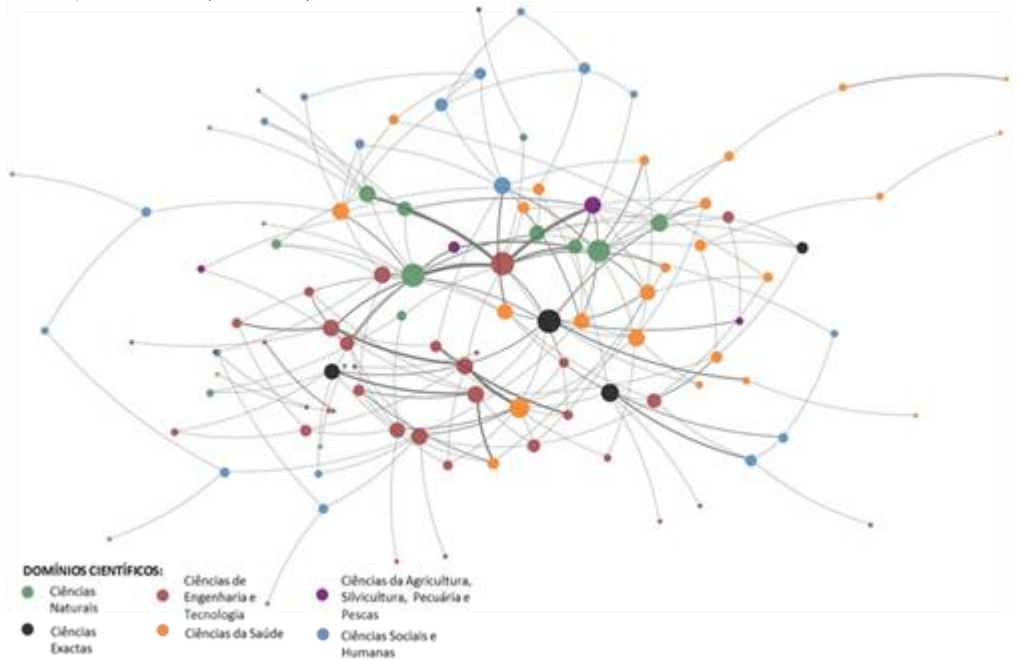 DOMÍNIOS CIENTÍFICOS:
Ciências
Naturais
Ciências de
Engenharia e
Tecnologia
Ciências da Agricultura,
Silvicultura, Pecuária e
Pescas
Ciências
Exactas
Ciências da Saúde
Ciências Sociais e
Humanas